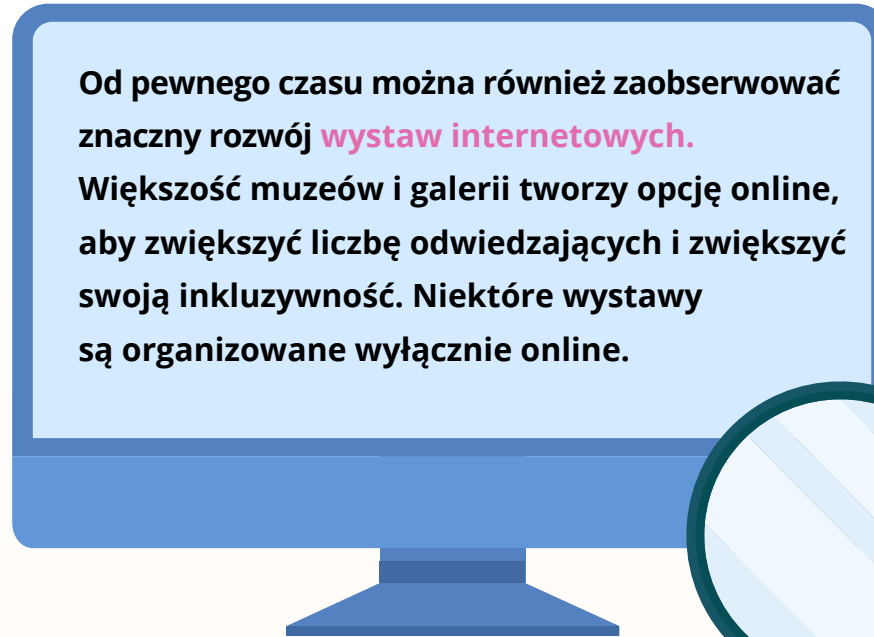 Od pewnego czasu można również zaobserwować
znaczny rozwój wystaw internetowych.
Większość muzeów i galerii tworzy opcję online,
aby zwiększyć liczbę odwiedzających i zwiększyć
swoją inkluzywność. Niektóre wystawy
są organizowane wyłącznie online.